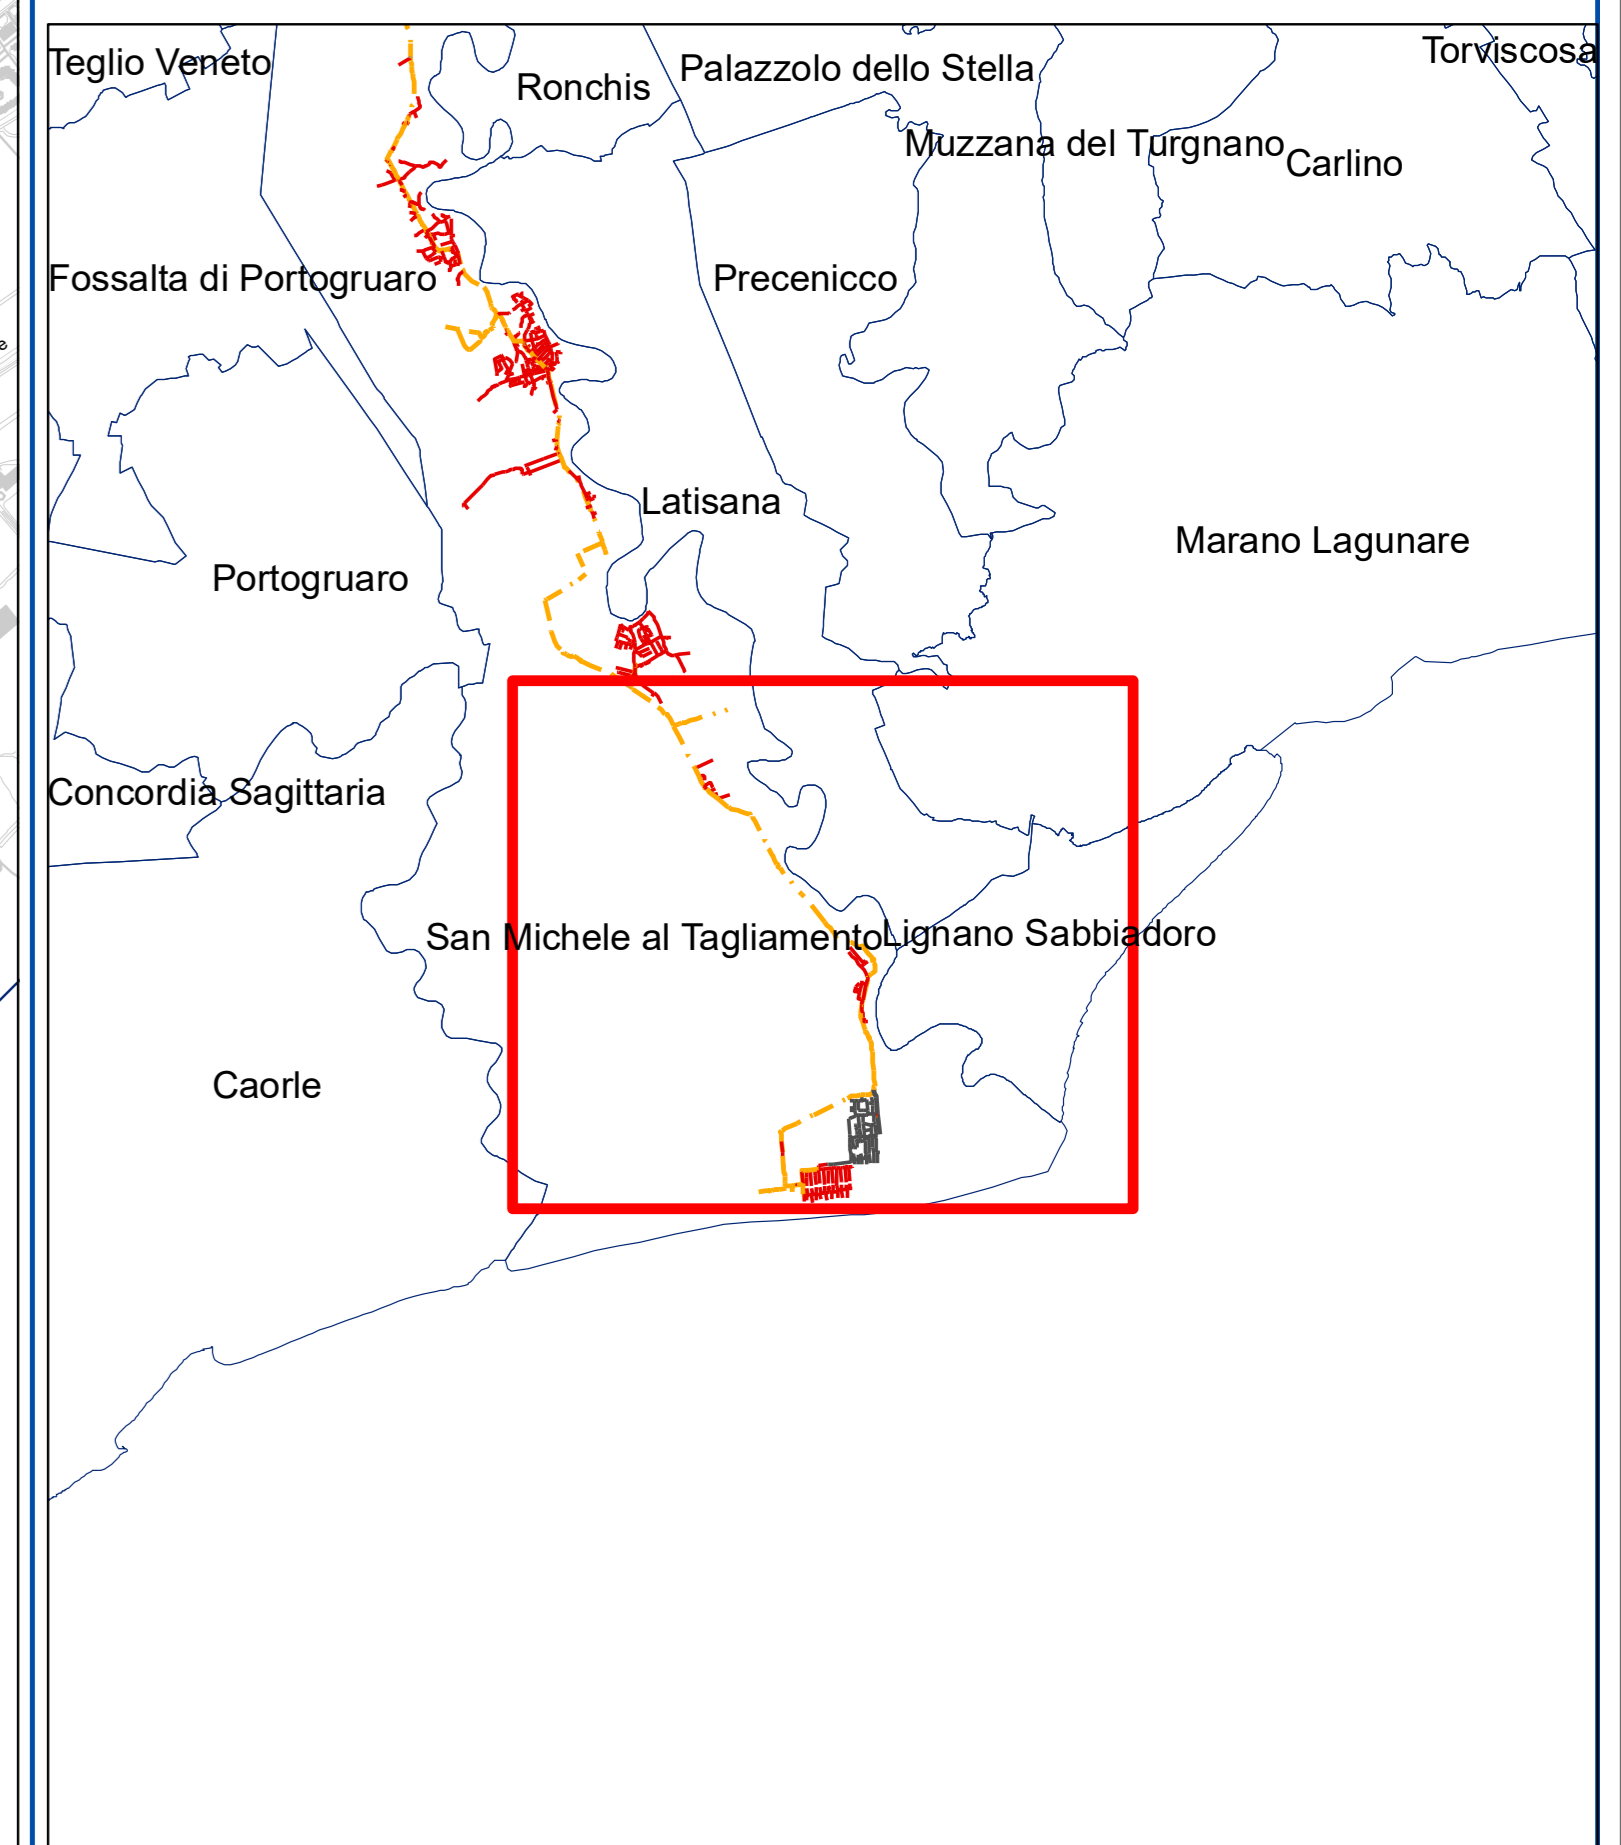 Teglio Veneto
Ronchis
Palazzolo dello Stella
Torviscosa
Muzzana del Turgnano
Carlino
Fossalta di Portogruaro
Precenicco
e
Latisana
Marano Lagunare
Portogruaro
Concordia Sagittaria
San Michele al Tagliamento
Lignano Sabbiadoro
Caorle